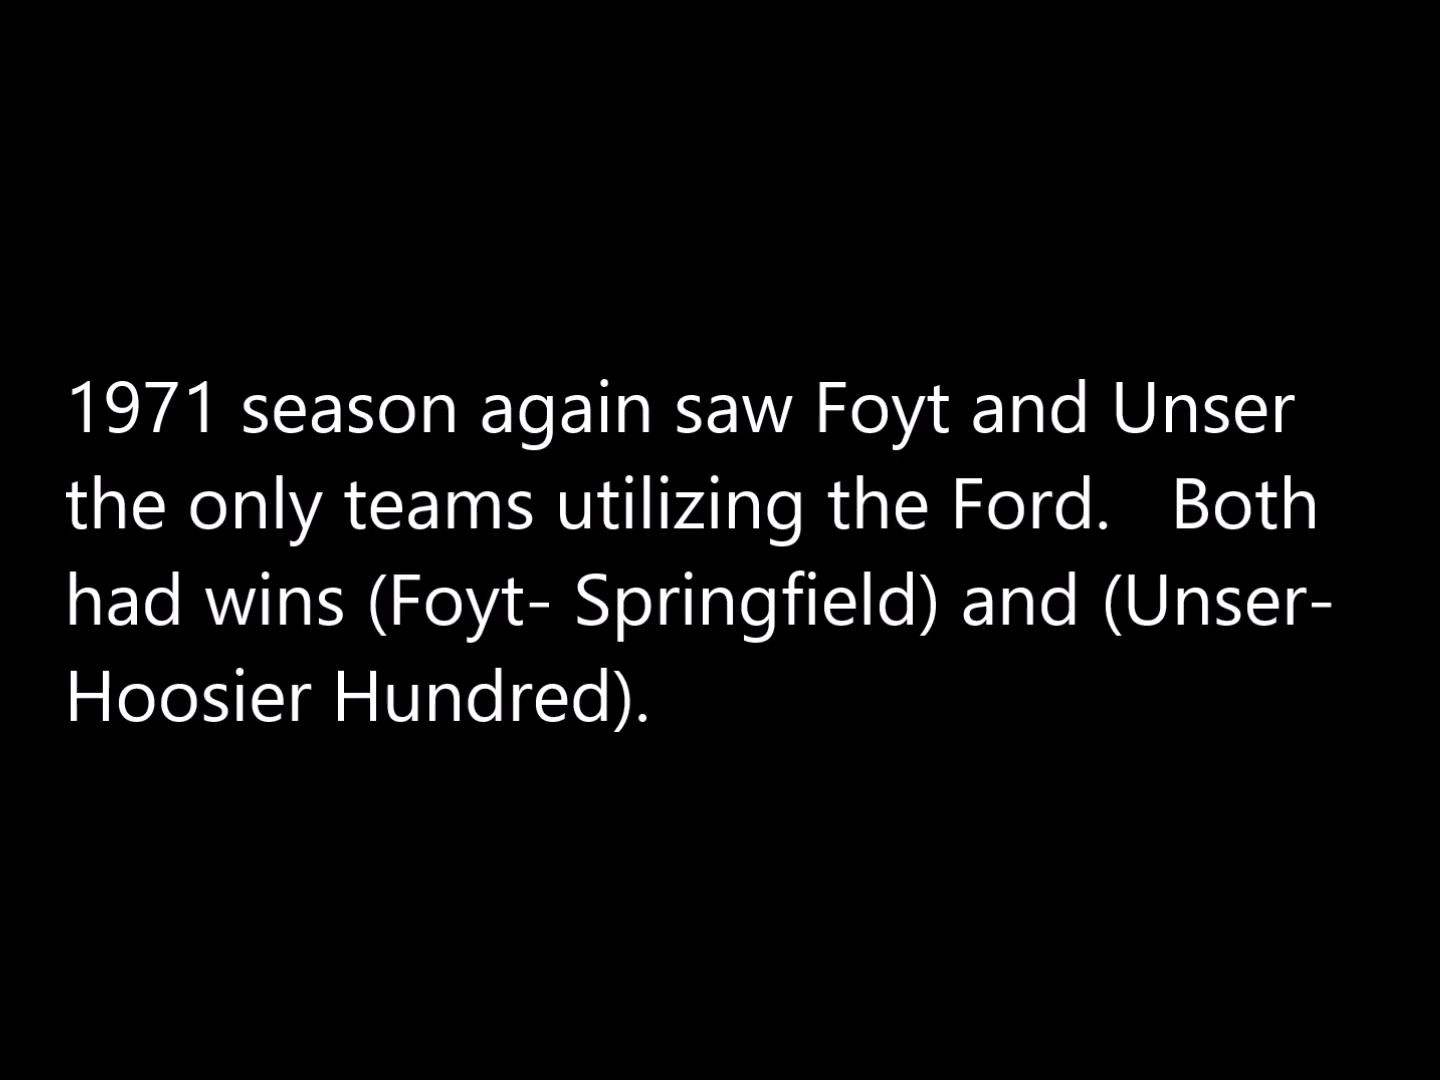 1971 season again saw Foyt and Unser
the only teams utilizing the Ford.   Both
had wins (Foyt- Springfield) and (Unser-
Hoosier Hundred).